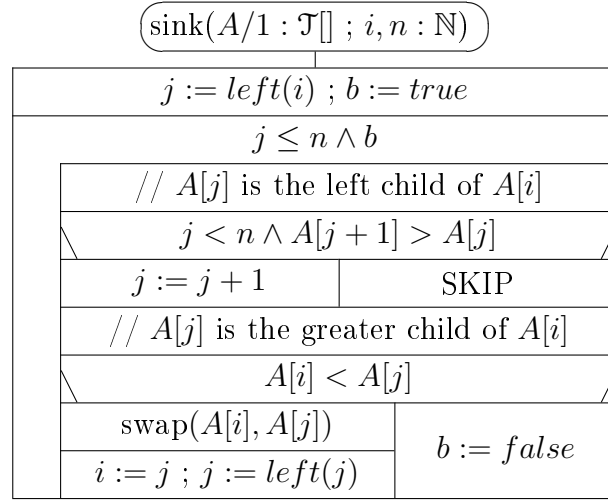 sink(A/1 : 𝒯[] ; i, n : ℕ)
j := left(i) ; b := true
j ≤ n ∧ b
// A[j] is the left child of A[i]
j < n ∧ A[j + 1] > A[j]
j := j + 1 SKIP
// A[j] is the greater child of A[i]
A[i] < A[j]
swap(A[i], A[j])
b := false
i := j ; j := left(j)